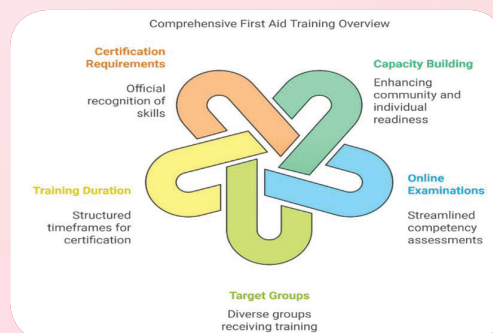 Comprehensive First Aid Training Overview
Certification
Requirements
Official
recognition of
skills
Capacity Building
Enhancing
community and
individual
readiness
Training Duration
Structured
timeframes for
certification
Online
Examinations
Streamlined
competency
assessments
Target Groups
Diverse groups
receiving training